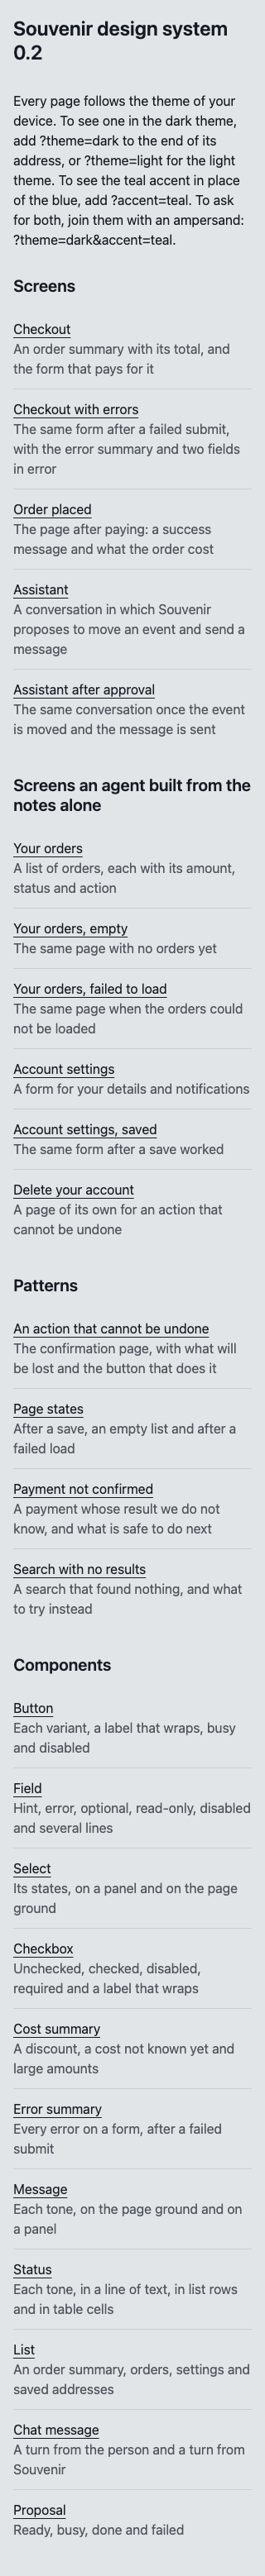 Souvenir design system
0.2
Every page follows the theme of your
device. To see one in the dark theme,
add ?theme=dark to the end of its
address, or ?theme=light for the light
theme. To see the teal accent in place
of the blue, add ?accent=teal. To ask
for both, join them with an ampersand:
?theme=dark&accent=teal.
Screens
Checkout
An order summary with its total, and
the form that pays for it
Checkout with errors
The same form after a failed submit,
with the error summary and two fields
in error
Order placed
The page after paying: a success
message and what the order cost
Assistant
A conversation in which Souvenir
proposes to move an event and send a
message
Assistant after approval
The same conversation once the event
is moved and the message is sent
Screens an agent built from the
notes alone
Your orders
A list of orders, each with its amount,
status and action
Your orders, empty
The same page with no orders yet
Your orders, failed to load
The same page when the orders could
not be loaded
Account settings
A form for your details and notifications
Account settings, saved
The same form after a save worked
Delete your account
A page of its own for an action that
cannot be undone
Patterns
An action that cannot be undone
The confirmation page, with what will
be lost and the button that does it
Page states
After a save, an empty list and after a
failed load
Payment not confirmed
A payment whose result we do not
know, and what is safe to do next
Search with no results
A search that found nothing, and what
to try instead
Components
Button
Each variant, a label that wraps, busy
and disabled
Field
Hint, error, optional, read-only, disabled
and several lines
Select
Its states, on a panel and on the page
ground
Checkbox
Unchecked, checked, disabled,
required and a label that wraps
Cost summary
A discount, a cost not known yet and
large amounts
Error summary
Every error on a form, after a failed
submit
Message
Each tone, on the page ground and on
a panel
Status
Each tone, in a line of text, in list rows
and in table cells
List
An order summary, orders, settings and
saved addresses
Chat message
A turn from the person and a turn from
Souvenir
Proposal
Ready, busy, done and failed